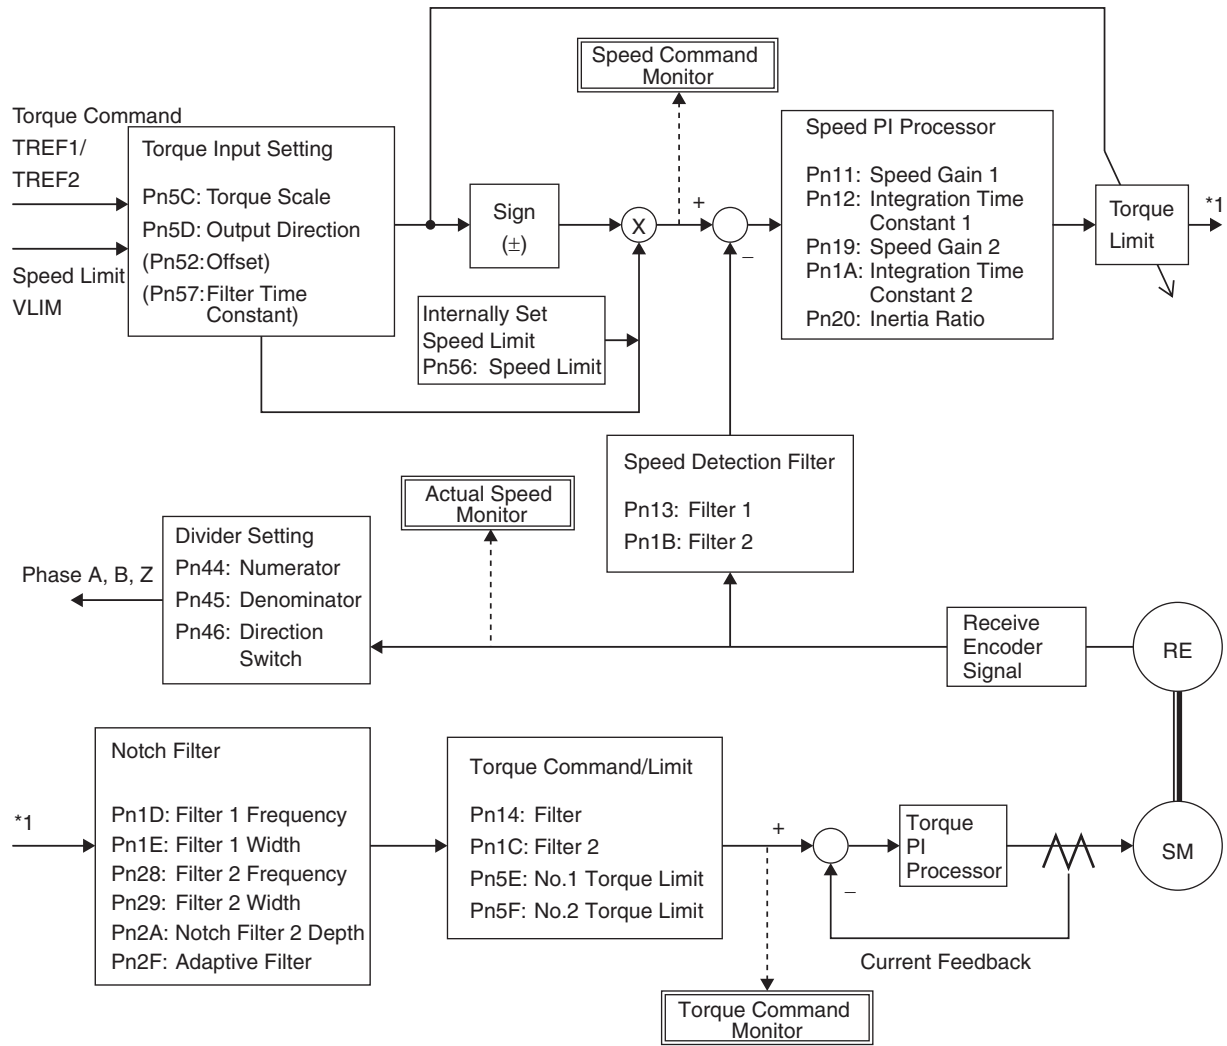 Speed Command
Monitor
Torque Command
TREF1/
TREF2
Speed Limit
VLIM
Torque Input Setting
Pn5C: Torque Scale
Pn5D: Output Direction
(Pn52: Offset)
(Pn57: Filter Time
Constant)
Sign
(±)
X
+
−
Internally Set
Speed Limit
Pn56: Speed Limit
Speed PI Processor
Pn11: Speed Gain 1
Pn12: Integration Time
Constant 1
Pn19: Speed Gain 2
Pn1A: Integration Time
Constant 2
Pn20: Inertia Ratio
Torque
Limit
*1
Speed Detection Filter
Pn13: Filter 1
Pn1B: Filter 2
Actual Speed
Monitor
Divider Setting
Pn44: Numerator
Pn45: Denominator
Pn46: Direction
Switch
Phase A, B, Z
Receive
Encoder
Signal
RE
*1
Notch Filter
Pn1D: Filter 1 Frequency
Pn1E: Filter 1 Width
Pn28: Filter 2 Frequency
Pn29: Filter 2 Width
Pn2A: Notch Filter 2 Depth
Pn2F: Adaptive Filter
Torque Command/Limit
Pn14: Filter
Pn1C: Filter 2
Pn5E: No.1 Torque Limit
Pn5F: No.2 Torque Limit
+
−
Torque
PI
Processor
SM
Current Feedback
Torque Command
Monitor